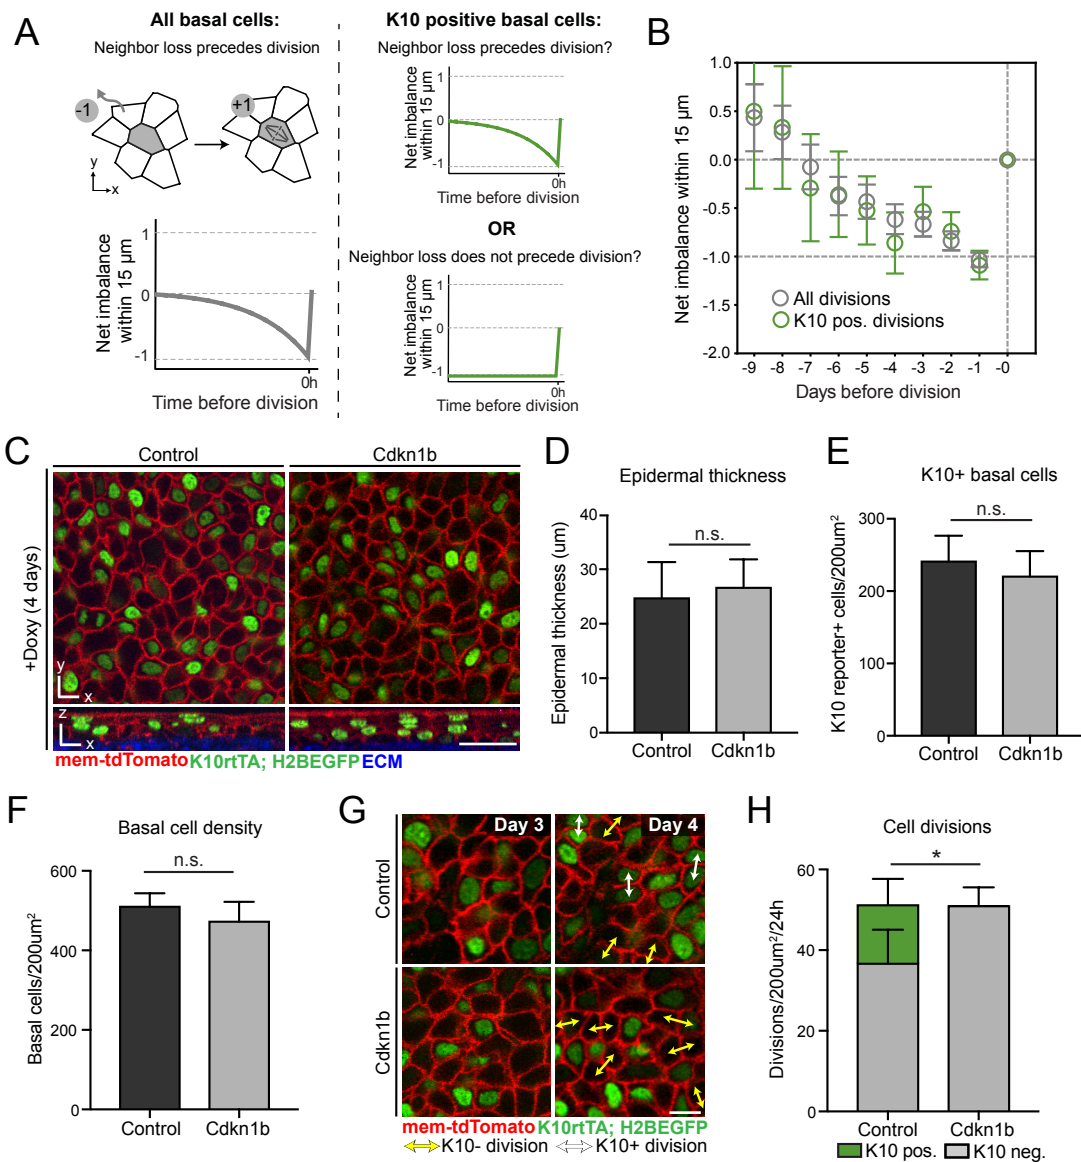 A
All basal cells:
Neighbor loss precedes division
-1
+1
y
x
Net imbalance
within 15 µm
1
0
-1
0h
Time before division
K10 positive basal cells:
Neighbor loss precedes division?
Net imbalance
within 15 µm
1
0
-1
0h
Time before division
OR
Neighbor loss does not precede division?
Net imbalance
within 15 µm
1
0
-1
0h
Time before division
B
Net imbalance within 15 µm
1.0
0.5
0.0
-0.5
-1.0
-1.5
-2.0
All divisions
K10 pos. divisions
-9 -8 -7 -6 -5 -4 -3 -2 -1 -0
Days before division
C
Control
Cdkn1b
+Doxy (4 days)
y
x
z
x
mem-tdTomato K10rtTA; H2BEGFP ECM
D
Epidermal thickness
n.s.
Epidermal thickness (um)
40
30
20
10
0
Control
Cdkn1b
E
K10+ basal cells
n.s.
K10 reporter+ cells/200um²
300
200
100
0
Control
Cdkn1b
F
Basal cell density
n.s.
Basal cells/200um²
600
400
200
0
Control
Cdkn1b
G
Day 3
Day 4
Control
Cdkn1b
mem-tdTomato K10rtTA; H2BEGFP
K10- division
K10+ division
H
Cell divisions
*
Divisions/200um²/24h
60
40
20
0
Control
Cdkn1b
K10 pos.
K10 neg.